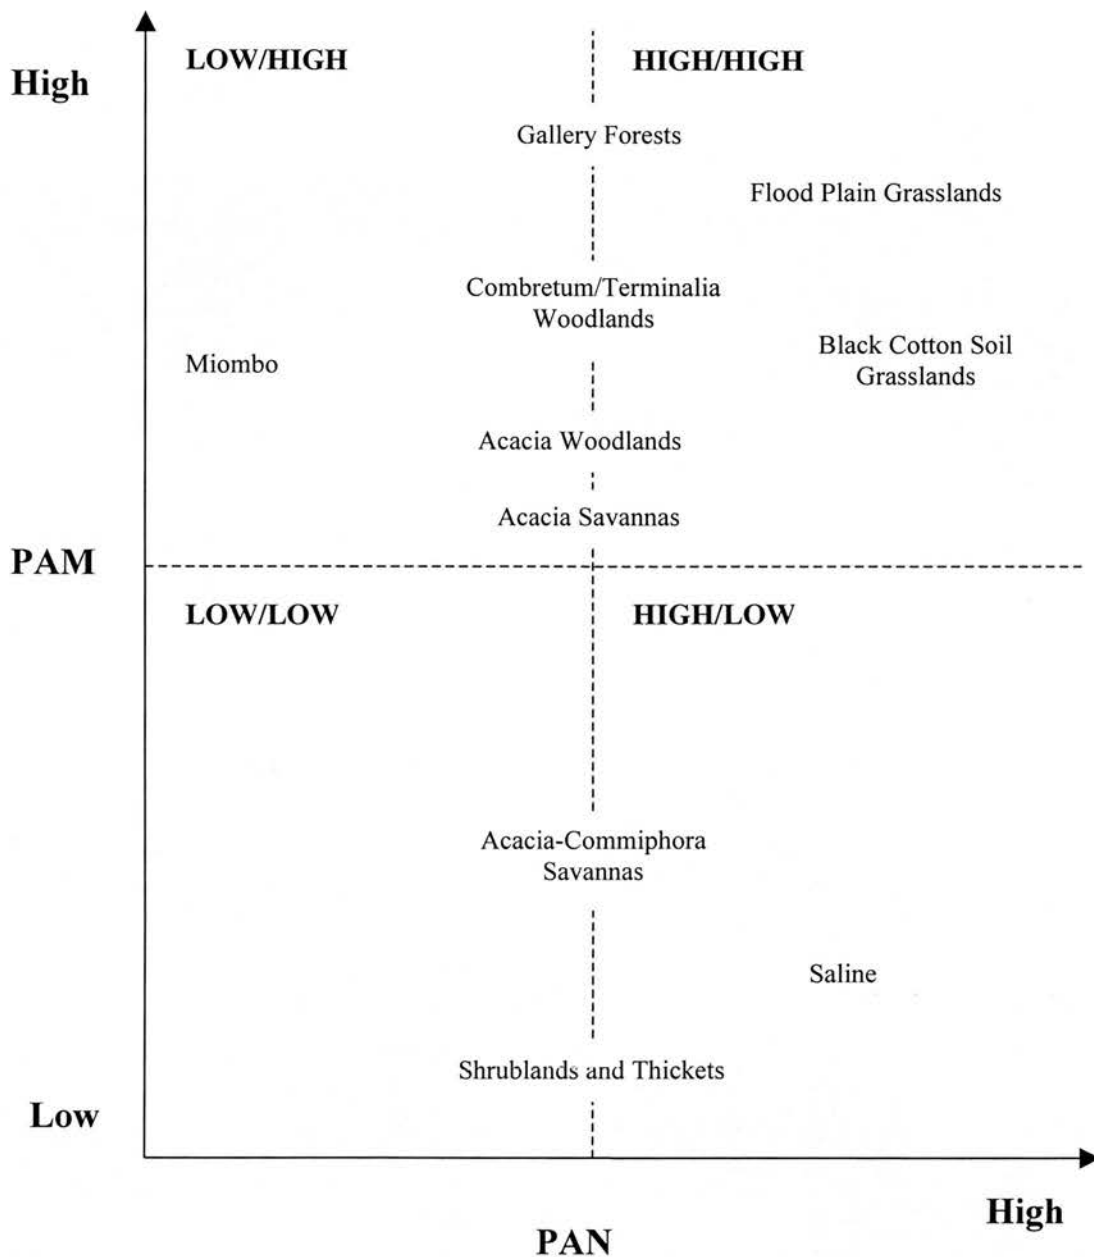 LOW/HIGH
HIGH/HIGH
High
Gallery Forests
Flood Plain Grasslands
Combretum/Terminalia
Woodlands
Black Cotton Soil
Grasslands
Miombo
Acacia Woodlands
Acacia Savannas
PAM
LOW/LOW
HIGH/LOW
Acacia-Commiphora
Savannas
Saline
Shrublands and Thickets
Low
High
PAN